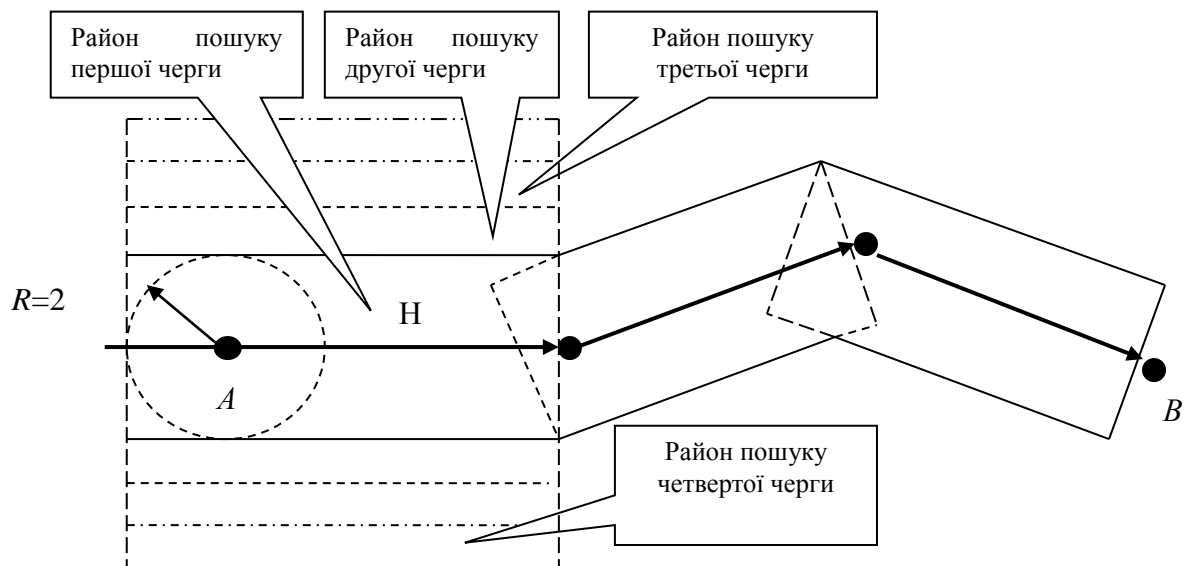 Район пошуку
першої черги
Район пошуку
другої черги
Район пошуку
третьої черги
R=2
Н
А
В
Район пошуку
четвертої черги